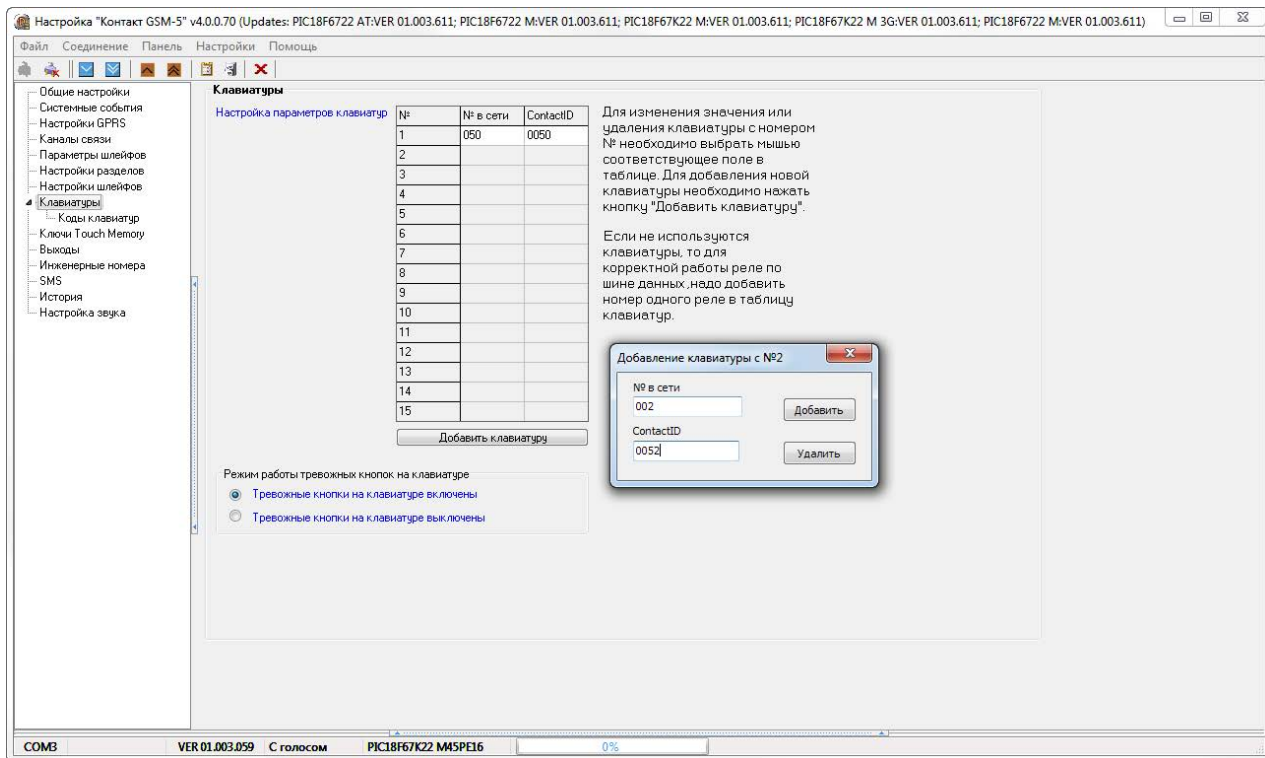 Настройка "Контакт GSM-5" v4.0.0.70 (Updates: PIC18F6722 AT:VER 01.003.611; PIC18F6722 M:VER 01.003.611; PIC18F67K22 M:VER 01.003.611; PIC18F67K22 M 3G:VER 01.003.611; PIC18F6722 M:VER 01.003.611)
Файл Соединение Панель Настройки Помощь
Общие настройки
Системные события
Настройки GPRS
Каналы связи
Параметры шлейфов
Настройки разделов
Настройки шлейфов
Клавиатуры
Коды клавиатур
Ключи Touch Memory
Выходы
Инженерные номера
SMS
История
Настройка звука
Клавиатуры
Настройка параметров клавиатур
№ № в сети ContactID
1 050 0050
2
3
4
5
6
7
8
9
10
11
12
13
14
15
Добавить клавиатуру
Для изменения значения или
удаления клавиатуры с номером
№ необходимо выбрать мышью
соответствующее поле в
таблице. Для добавления новой
клавиатуры необходимо нажать
кнопку "Добавить клавиатуру".
Если не используются
клавиатуры, то для
корректной работы реле по
шине данных ,надо добавить
номер одного реле в таблицу
клавиатур.
Добавление клавиатуры с №2
№ в сети
002
Добавить
ContactID
0052
Удалить
Режим работы тревожных кнопок на клавиатуре
Тревожные кнопки на клавиатуре включены
Тревожные кнопки на клавиатуре выключены
COM3 VER 01.003.059 С голосом PIC18F67K22 M45PE16 0%